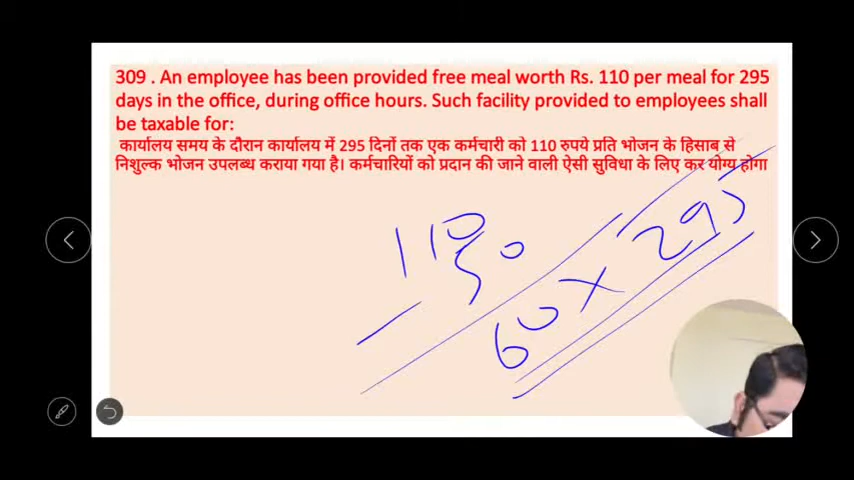 309 . An employee has been provided free meal worth Rs. 110 per meal for 295
days in the office, during office hours. Such facility provided to employees shall
be taxable for:
कार्यालय समय के दौरान कार्यालय में 295 दिनों तक एक कर्मचारी को 110 रुपये प्रति भोजन के हिसाब से
निशुल्क भोजन उपलब्ध कराया गया है। कर्मचारियों को प्रदान की जाने वाली ऐसी सुविधा के लिए कर योग्य होगा
110
- 50
60 x 295